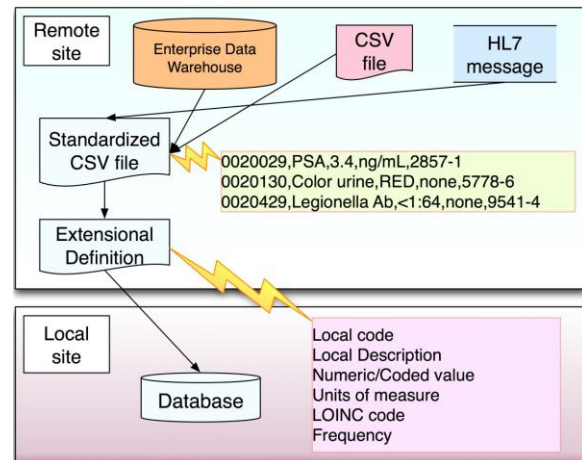 Remote
site
Enterprise Data
Warehouse
CSV
file
HL7
message
Standardized
CSV file
0020029,PSA,3.4,ng/mL,2857-1
0020130,Color urine,RED,none,5778-6
0020429,Legionella Ab,<1:64,none,9541-4
Extensional
Definition
Local
site
Database
Local code
Local Description
Numeric/Coded value
Units of measure
LOINC code
Frequency